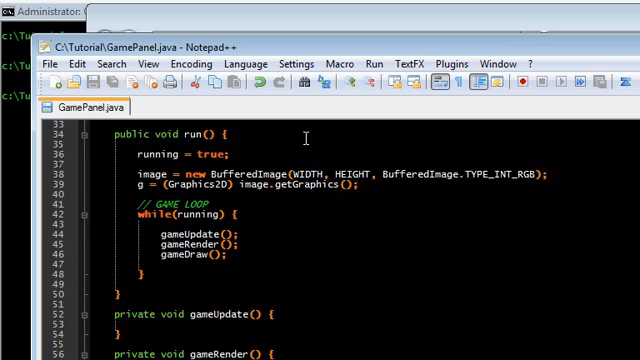 Administrator: C
c:\Tu
c:\Tu
c:\Tu
C:\Tutorial\GamePanel.java - Notepad++
File Edit Search View Encoding Language Settings Macro Run TextFX Plugins Window ?
GamePanel.java
33
34 public void run() {
35
36 running = true;
37
38 image = new BufferedImage(WIDTH, HEIGHT, BufferedImage.TYPE_INT_RGB);
39 g = (Graphics2D) image.getGraphics();
40
41 // GAME LOOP
42 while(running) {
43
44 gameUpdate();
45 gameRender();
46 gameDraw();
47
48 }
49
50 }
51
52 private void gameUpdate() {
53
54 }
55
56 private void gameRender() {